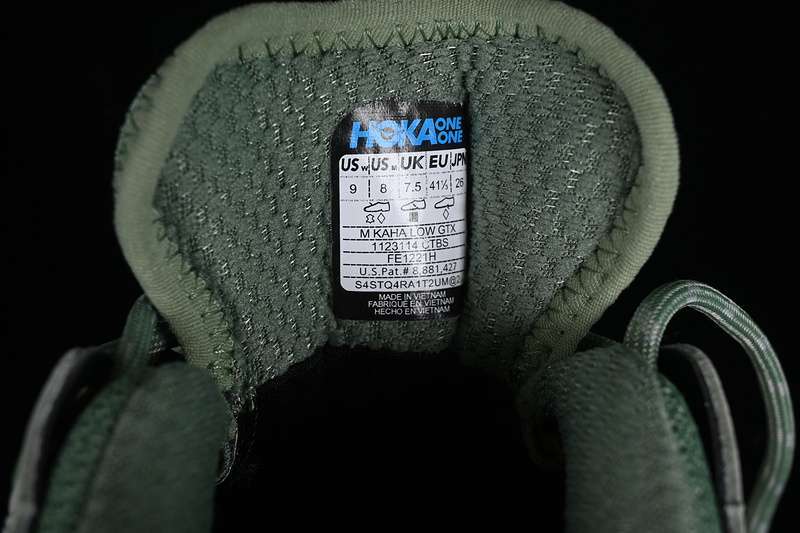 HOKA ONE ONE
US W US M UK EU JPN
9 8 7.5 41⅓ 26
M KAHA LOW GTX
1123114 CTBS
FE1221H
U.S.Pat.# 8,881,427
S4STQ4RA1T2UM@2
MADE IN VIETNAM
FABRIQUE EN VIETNAM
HECHO EN VIETNAM